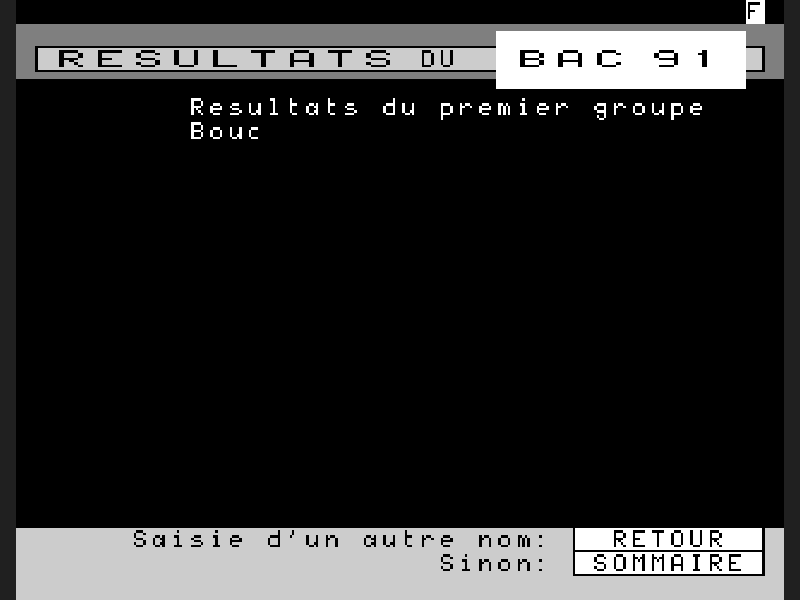 F
RESULTATS DU BAC 91
Resultats du premier groupe
Bouc
Saisie d'un autre nom: RETOUR
Sinon: SOMMAIRE